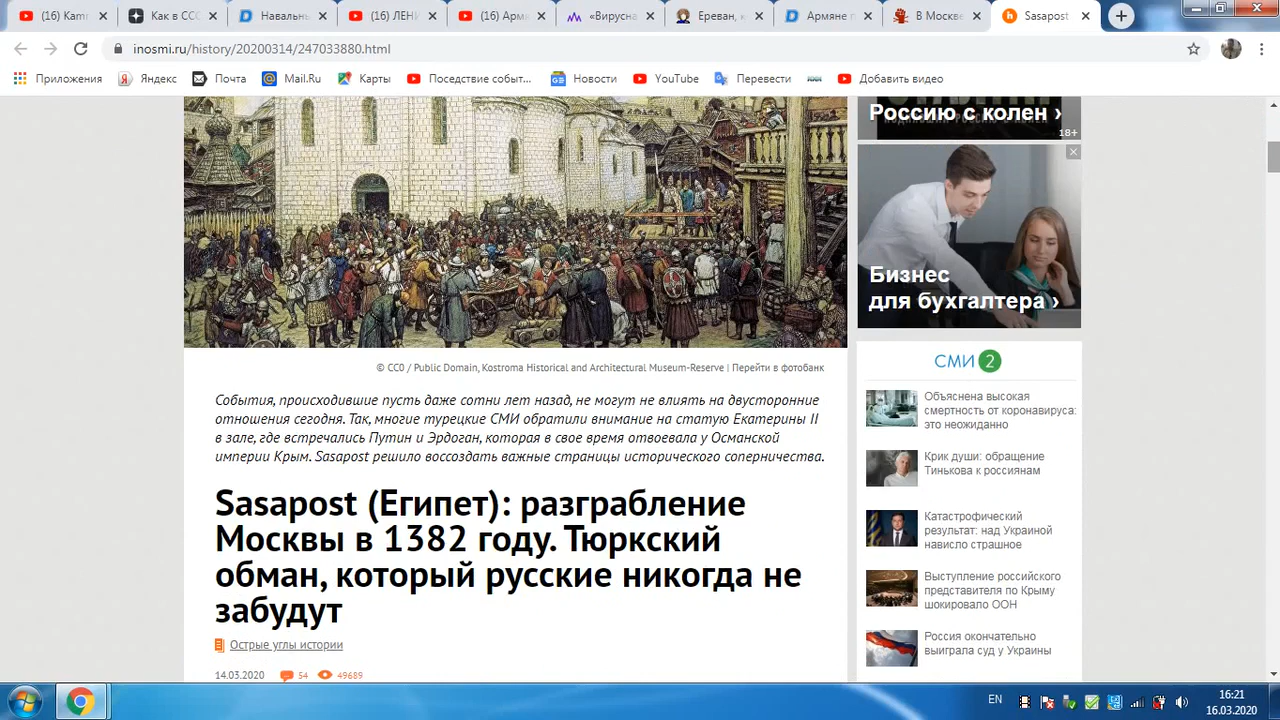 (16) Kamr
Как в ССС
Навальнь
(16) ЛЕНИ
(16) Арм
«Вирусна
Ереван, к
Армяне г
В Москве
Sasapost
inosmi.ru/history/20200314/247033880.html
Приложения
Яндекс
Почта
Mail.Ru
Карты
Поседствие событ...
Новости
YouTube
Перевести
Добавить видео
Россию с колен ›
18+
Бизнес
для бухгалтера ›
© CC0 / Public Domain, Kostroma Historical and Architectural Museum-Reserve | Перейти в фотобанк
События, происходившие пусть даже сотни лет назад, не могут не влиять на двусторонние
отношения сегодня. Так, многие турецкие СМИ обратили внимание на статую Екатерины II
в зале, где встречались Путин и Эрдоган, которая в свое время отвоевала у Османской
империи Крым. Sasapost решило воссоздать важные страницы исторического соперничества.
Sasapost (Египет): разграбление
Москвы в 1382 году. Тюркский
обман, который русские никогда не
забудут
Острые углы истории
14.03.2020
54
49689
СМИ 2
Объяснена высокая
смертность от коронавируса:
это неожиданно
Крик души: обращение
Тинькова к россиянам
Катастрофический
результат: над Украиной
нависло страшное
Выступление российского
представителя по Крыму
шокировало ООН
Россия окончательно
выиграла суд у Украины
EN
16:21
16.03.2020